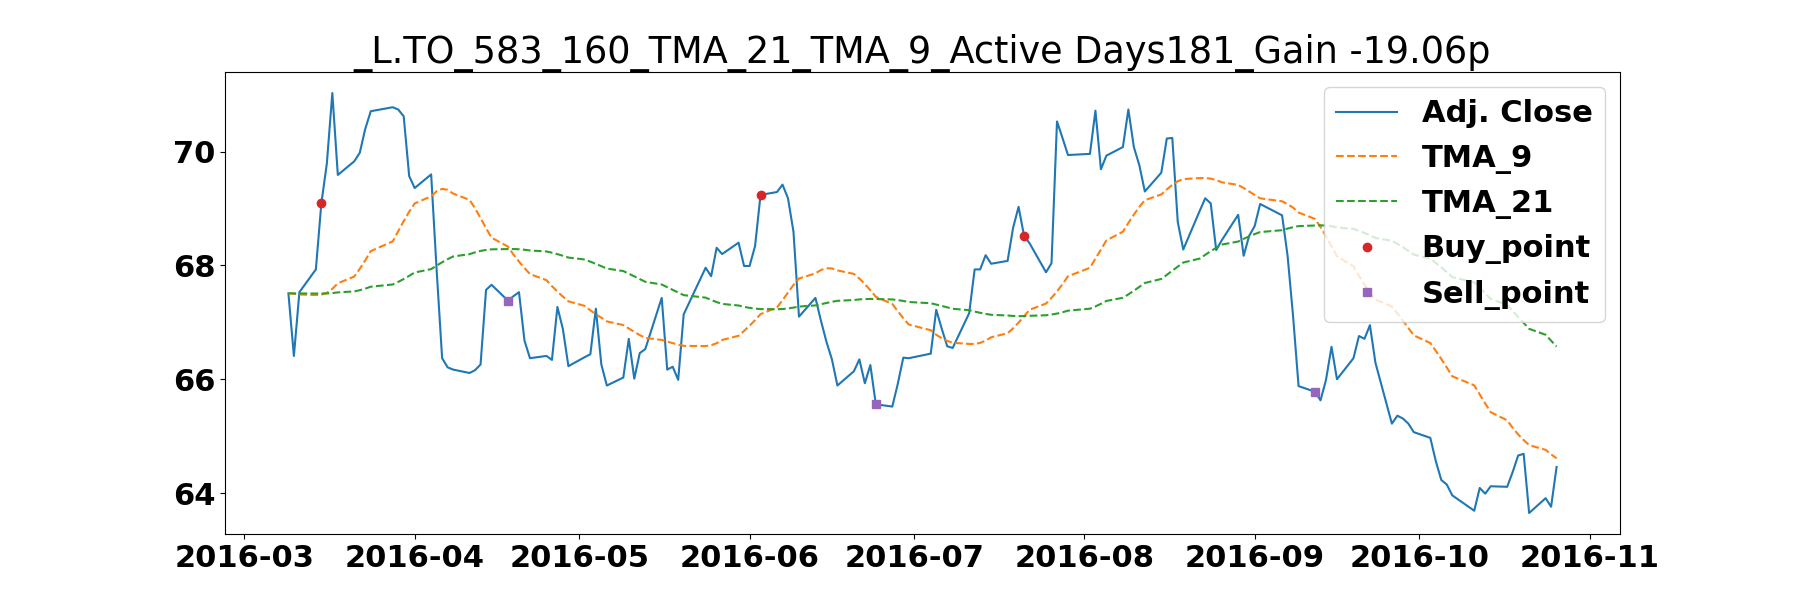 _L.TO_583_160_TMA_21_TMA_9_Active Days181_Gain -19.06p
Adj. Close
TMA_9
TMA_21
Buy_point
Sell_point
70
68
66
64
2016-03 2016-04 2016-05 2016-06 2016-07 2016-08 2016-09 2016-10 2016-11